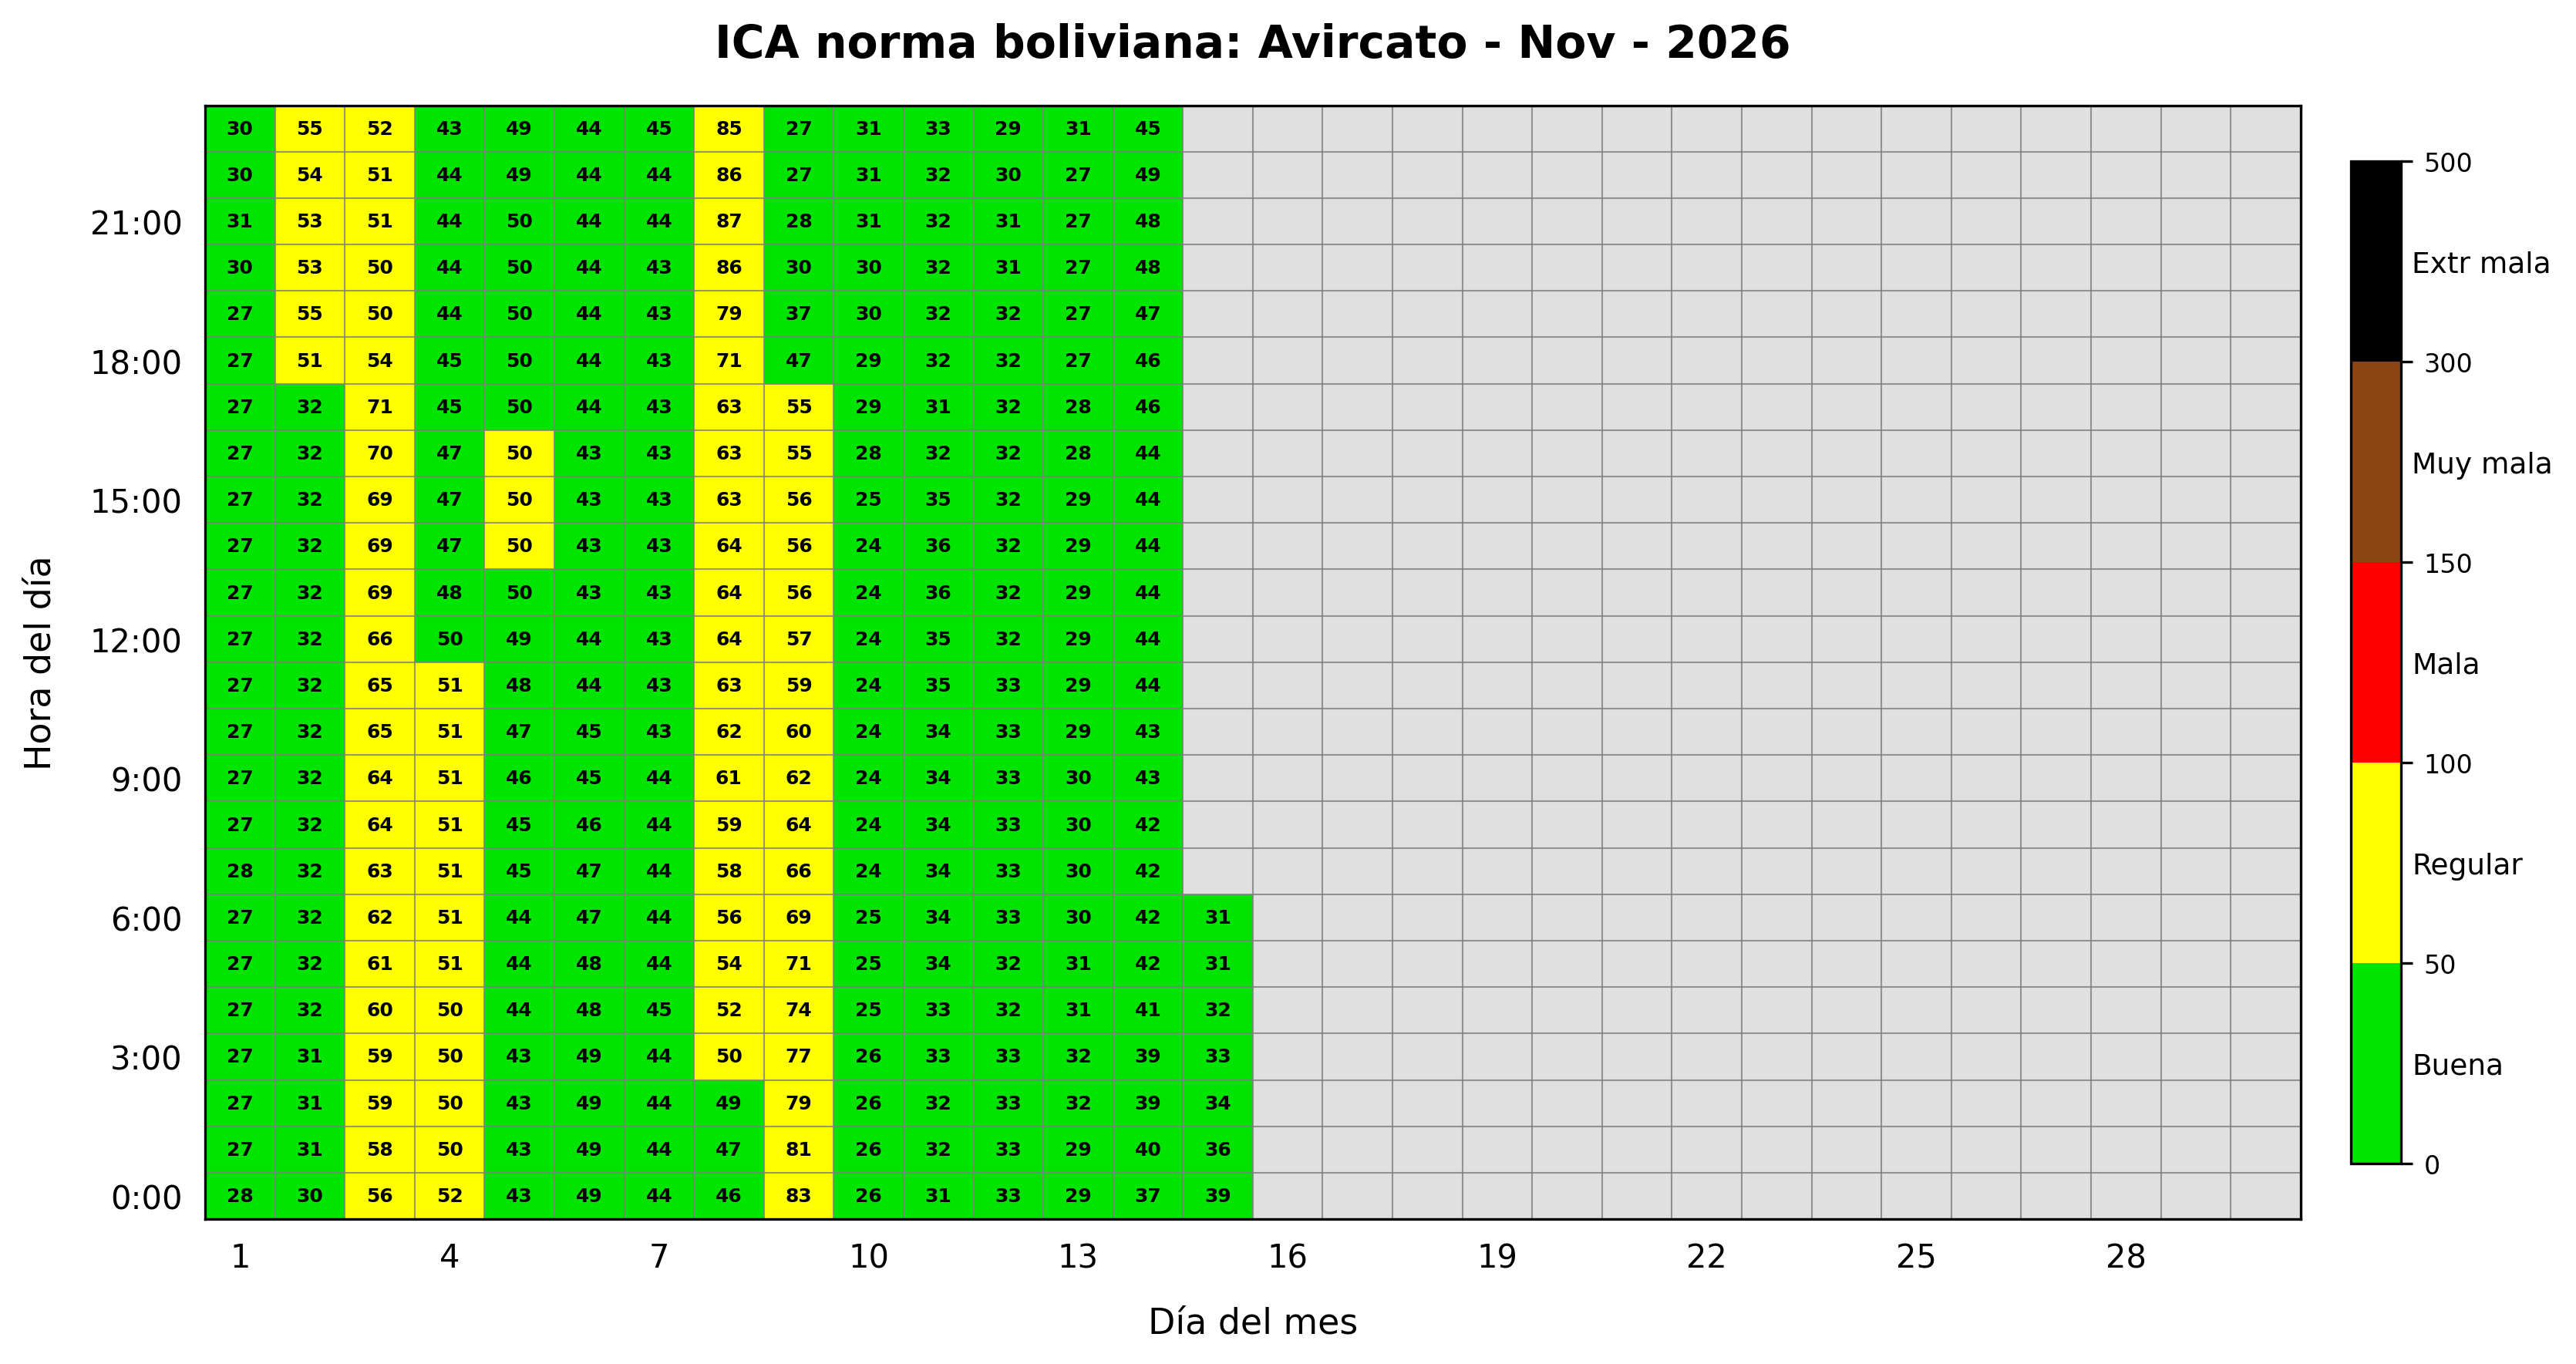 ICA norma boliviana: Avircato - Nov - 2026
30 55 52 43 49 44 45 85 27 31 33 29 31 45
30 54 51 44 49 44 44 86 27 31 32 30 27 49
21:00 31 53 51 44 50 44 44 87 28 31 32 31 27 48
30 53 50 44 50 44 43 86 30 30 32 31 27 48
27 55 50 44 50 44 43 79 37 30 32 32 27 47
18:00 27 51 54 45 50 44 43 71 47 29 32 32 27 46
27 32 71 45 50 44 43 63 55 29 31 32 28 46
27 32 70 47 50 43 43 63 55 28 32 32 28 44
15:00 27 32 69 47 50 43 43 63 56 25 35 32 29 44
27 32 69 47 50 43 43 64 56 24 36 32 29 44
27 32 69 48 50 43 43 64 56 24 36 32 29 44
12:00 27 32 66 50 49 44 43 64 57 24 35 32 29 44
27 32 65 51 48 44 43 63 59 24 35 33 29 44
27 32 65 51 47 45 43 62 60 24 34 33 29 43
9:00 27 32 64 51 46 45 44 61 62 24 34 33 30 43
27 32 64 51 45 46 44 59 64 24 34 33 30 42
28 32 63 51 45 47 44 58 66 24 34 33 30 42
6:00 27 32 62 51 44 47 44 56 69 25 34 33 30 42 31
27 32 61 51 44 48 44 54 71 25 34 32 31 42 31
27 32 60 50 44 48 45 52 74 25 33 32 31 41 32
3:00 27 31 59 50 43 49 44 50 77 26 33 33 32 39 33
27 31 59 50 43 49 44 49 79 26 32 33 32 39 34
27 31 58 50 43 49 44 47 81 26 32 33 29 40 36
0:00 28 30 56 52 43 49 44 46 83 26 31 33 29 37 39
1 4 7 10 13 16 19 22 25 28
Día del mes
Hora del día
500
Extr mala
300
Muy mala
150
Mala
100
Regular
50
Buena
0